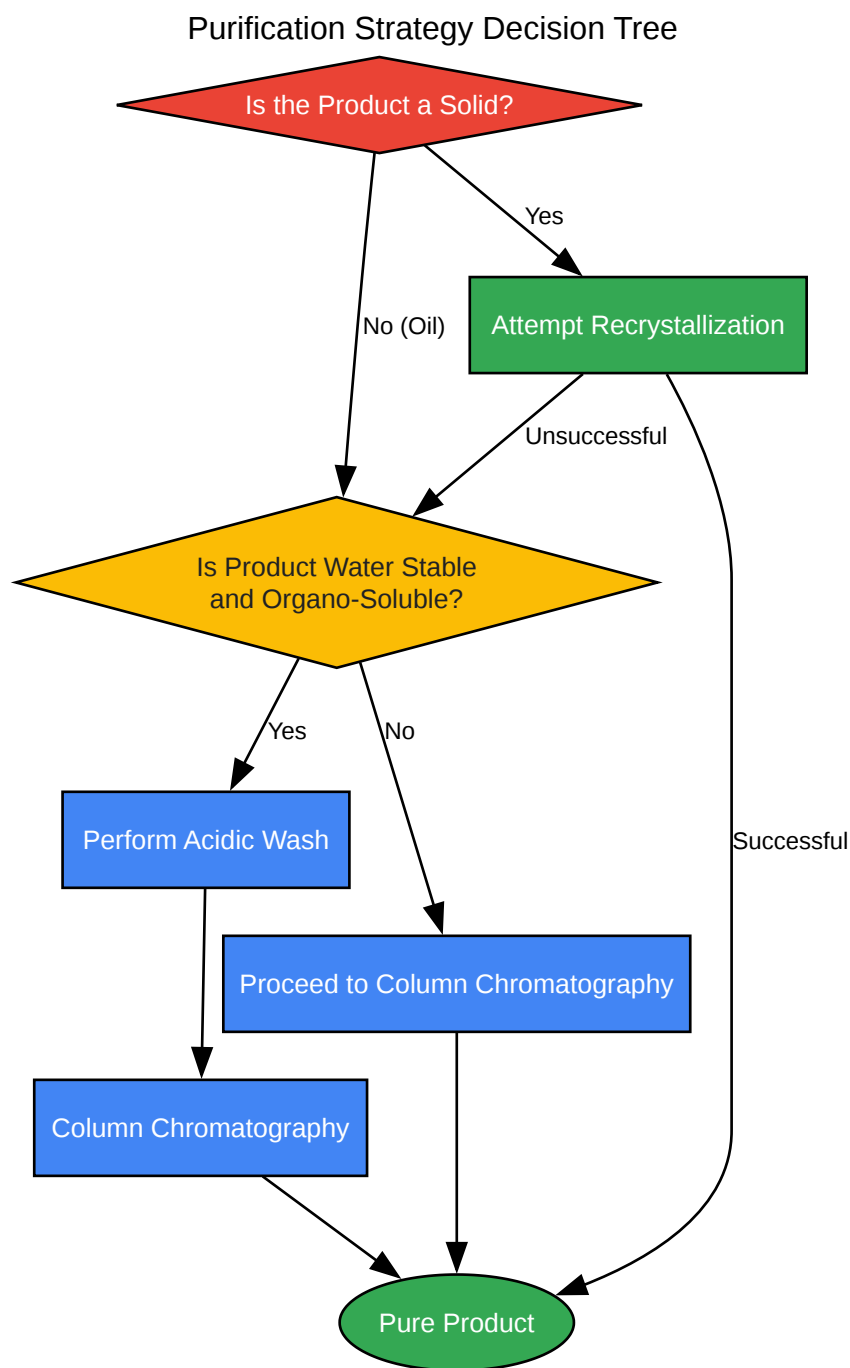 Purification Strategy Decision Tree
Is the Product a Solid?
Yes
No (Oil)
Attempt Recrystallization
Unsuccessful
Is Product Water Stable
and Organo-Soluble?
Yes
No
Perform Acidic Wash
Successful
Proceed to Column Chromatography
Column Chromatography
Pure Product